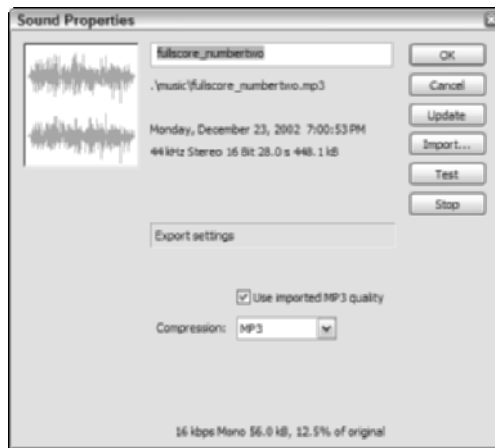 Sound Properties
fullscore_numbertwo
.\music\fullscore_numbertwo.mp3
Monday, December 23, 2002 7:00:53 PM
44 kHz Stereo 16 Bit 28.0 s 448.1 kB
OK
Cancel
Update
Import...
Test
Stop
Export settings
Use imported MP3 quality
Compression: MP3
16 kbps Mono 56.0 kB, 12.5% of original